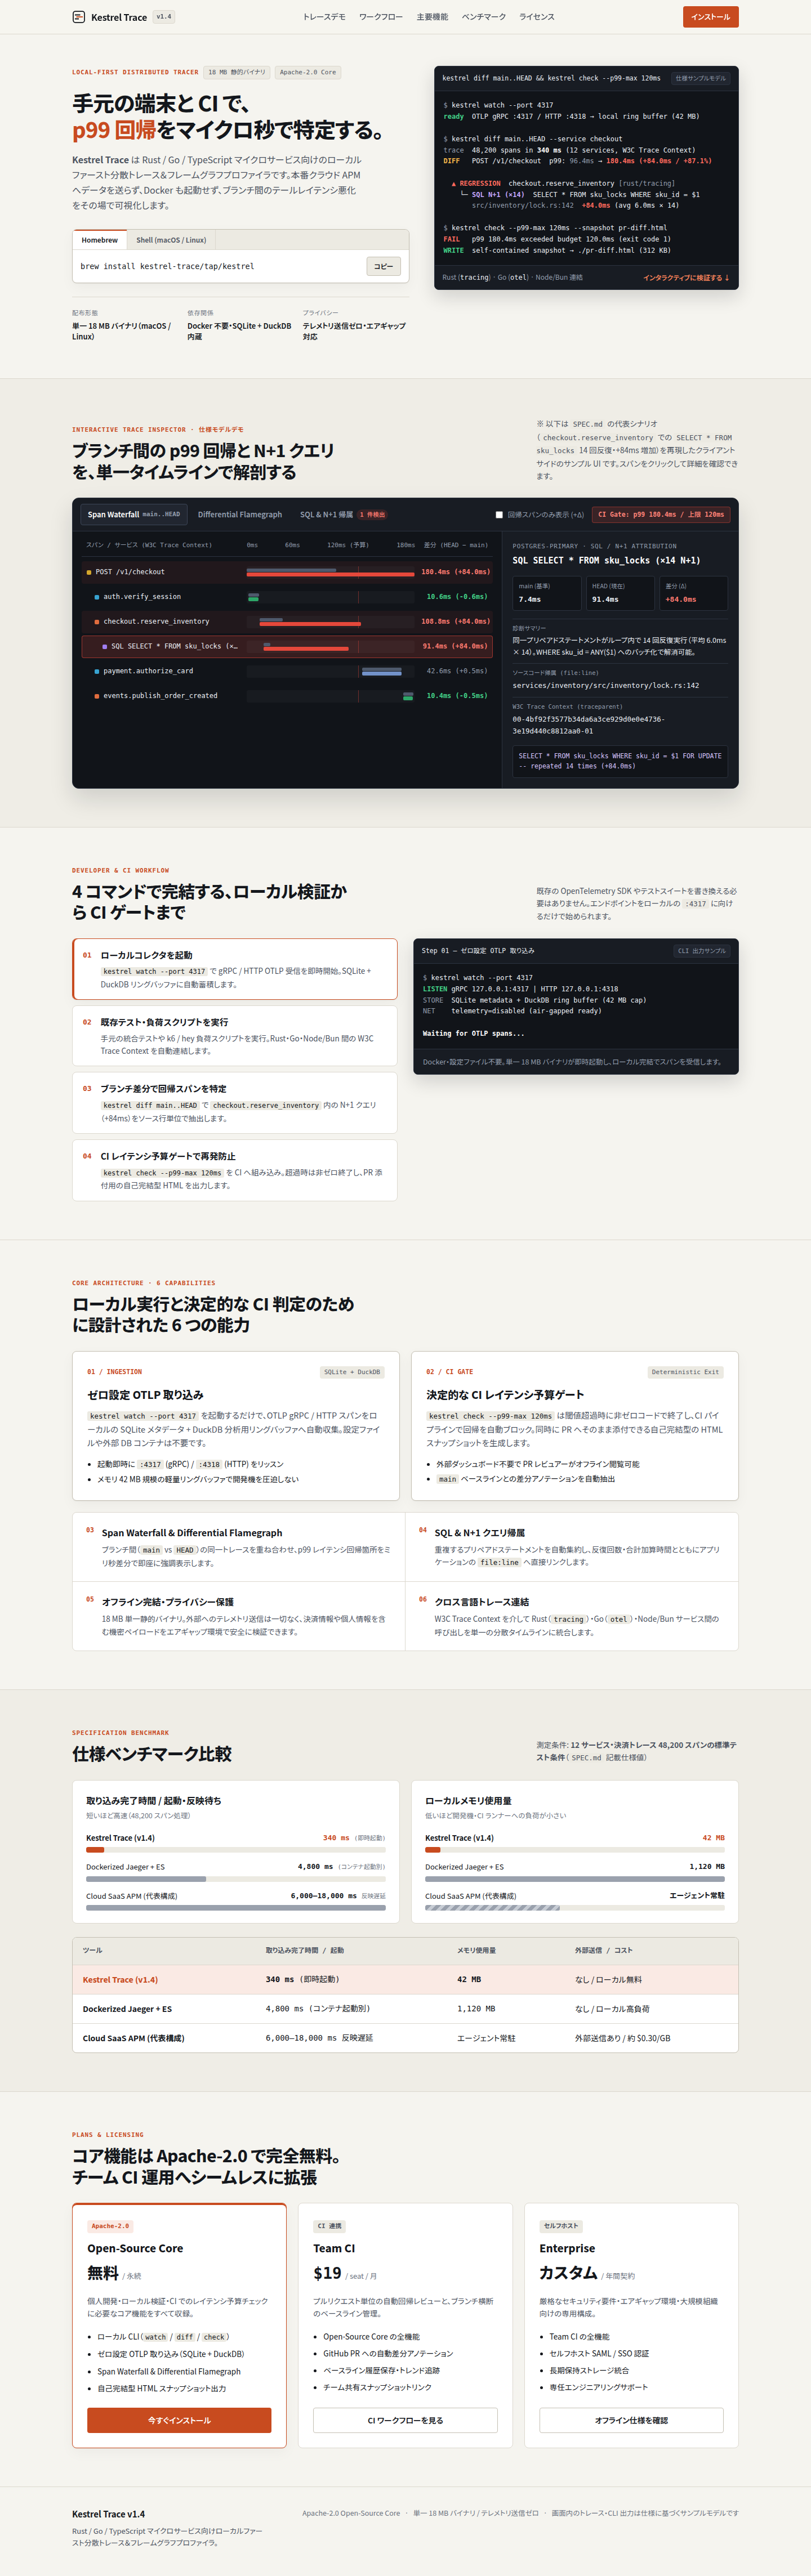 Kestrel Trace v1.4
トレースデモ ワークフロー 主要機能 ベンチマーク ライセンス
インストール
LOCAL-FIRST DISTRIBUTED TRACER 18 MB 静的バイナリ Apache-2.0 Core
手元の端末と CI で、
p99 回帰をマイクロ秒で特定する。
Kestrel Trace は Rust / Go / TypeScript マイクロサービス向けのローカル
ファースト分散トレース&フレームグラフプロファイラです。本番クラウド APM
へデータを送らず、Docker も起動せず、ブランチ間のテールレイテンシ悪化
をその場で可視化します。
Homebrew Shell (macOS / Linux)
brew install kestrel-trace/tap/kestrel コピー
配布形態
単一 18 MB バイナリ (macOS /
Linux)
依存関係
Docker 不要・SQLite + DuckDB
内蔵
プライバシー
テレメトリ送信ゼロ・エアギャップ
対応
kestrel diff main..HEAD && kestrel check --p99-max 120ms 仕様サンプルモデル
$ kestrel watch --port 4317
ready OTLP gRPC :4317 / HTTP :4318 → local ring buffer (42 MB)
$ kestrel diff main..HEAD --service checkout
trace 48,200 spans in 340 ms (12 services, W3C Trace Context)
DIFF POST /v1/checkout p99: 96.4ms → 180.4ms (+84.0ms / +87.1%)
▲ REGRESSION checkout.reserve_inventory [rust/tracing]
└─ SQL N+1 (×14) SELECT * FROM sku_locks WHERE sku_id = $1
src/inventory/lock.rs:142 +84.0ms (avg 6.0ms × 14)
$ kestrel check --p99-max 120ms --snapshot pr-diff.html
FAIL p99 180.4ms exceeded budget 120.0ms (exit code 1)
WRITE self-contained snapshot → ./pr-diff.html (312 KB)
Rust (tracing) · Go (otel) · Node/Bun 連結 インタラクティブに検証する ↓
INTERACTIVE TRACE INSPECTOR · 仕様モデルデモ
ブランチ間の p99 回帰と N+1 クエリ
を、単一タイムラインで解剖する
※ 以下は SPEC.md の代表シナリオ
（checkout.reserve_inventory での SELECT * FROM
sku_locks 14 回反復・+84ms 増加）を再現したクライアント
サイドのサンプル UI です。スパンをクリックして詳細を確認でき
ます。
Span Waterfall main..HEAD Differential Flamegraph SQL & N+1 帰属 1 件検出 回帰スパンのみ表示 (+Δ) CI Gate: p99 180.4ms / 上限 120ms
スパン / サービス (W3C Trace Context) 0ms 60ms 120ms (予算) 180ms 差分 (HEAD − main)
POST /v1/checkout 180.4ms (+84.0ms)
auth.verify_session 10.6ms (-0.6ms)
checkout.reserve_inventory 108.8ms (+84.0ms)
SQL SELECT * FROM sku_locks (×… 91.4ms (+84.0ms)
payment.authorize_card 42.6ms (+0.5ms)
events.publish_order_created 10.4ms (-0.5ms)
POSTGRES-PRIMARY · SQL / N+1 ATTRIBUTION
SQL SELECT * FROM sku_locks (×14 N+1)
main (基準)
7.4ms
HEAD (現在)
91.4ms
差分 (Δ)
+84.0ms
診断サマリー
同一プリペアドステートメントグループ内で 14 回反復実行 (平均 6.0ms
× 14)。WHERE sku_id = ANY($1) へのバッチ化で解消可能。
ソースコード帰属 (file:line)
services/inventory/src/inventory/lock.rs:142
W3C Trace Context (traceparent)
00-4bf92f3577b34da6a3ce929d0e0e4736-
3e19d440c8812aa0-01
SELECT * FROM sku_locks WHERE sku_id = $1 FOR UPDATE
-- repeated 14 times (+84.0ms)
DEVELOPER & CI WORKFLOW
4 コマンドで完結する、ローカル検証か
ら CI ゲートまで
既存の OpenTelemetry SDK やテストスイートを書き換える必
要はありません。エンドポイントをローカルの :4317 に向け
るだけで始められます。
01 ローカルコレクタを起動
kestrel watch --port 4317 で gRPC / HTTP OTLP 受信を即時開始。SQLite +
DuckDB リングバッファに自動蓄積します。
02 既存テスト・負荷スクリプトを実行
手元の統合テストや k6 / hey 負荷スクリプトを実行。Rust・Go・Node/Bun 間の W3C
Trace Context を自動連結します。
03 ブランチ差分で回帰スパンを特定
kestrel diff main..HEAD で checkout.reserve_inventory 内の N+1 クエリ
(+84ms) をソース行単位で抽出します。
04 CI レイテンシ予算ゲートで再発防止
kestrel check --p99-max 120ms を CI へ組み込み。超過時は非ゼロ終了し、PR 添
付用の自己完結型 HTML を出力します。
Step 01 — ゼロ設定 OTLP 取り込み CLI 出力サンプル
$ kestrel watch --port 4317
LISTEN gRPC 127.0.0.1:4317 | HTTP 127.0.0.1:4318
STORE SQLite metadata + DuckDB ring buffer (42 MB cap)
NET telemetry=disabled (air-gapped ready)
Waiting for OTLP spans...
Docker・設定ファイル不要。単一 18 MB バイナリが即時起動し、ローカル完結でスパンを受信します。
CORE ARCHITECTURE · 6 CAPABILITIES
ローカル実行と決定的な CI 判定のため
に設計された 6 つの能力
01 / INGESTION SQLite + DuckDB
ゼロ設定 OTLP 取り込み
kestrel watch --port 4317 を起動するだけで、OTLP gRPC / HTTP スパンをロ
ーカルの SQLite メタデータ + DuckDB 分析用リングバッファへ自動収集。設定ファイ
ルや外部 DB コンテナは不要です。
• 起動即時に :4317 (gRPC) / :4318 (HTTP) をリッスン
• メモリ 42 MB 規模の軽量リングバッファで開発機を圧迫しない
02 / CI GATE Deterministic Exit
決定的な CI レイテンシ予算ゲート
kestrel check --p99-max 120ms は閾値超過時に非ゼロコードで終了し、CI パイ
プラインで回帰を自動ブロック。同時に PR へそのまま添付できる自己完結型の HTML
スナップショットを生成します。
• 外部ダッシュボード不要で PR レビュアーがオフライン閲覧可能
• main ベースラインとの差分アノテーションを自動抽出
03 Span Waterfall & Differential Flamegraph
ブランチ間（main vs HEAD）の同一トレースを重ね合わせ、p99 レイテンシ回帰箇所をミ
リ秒差分で即座に強調表示します。
04 SQL & N+1 クエリ帰属
重複するプリペアドステートメントを自動集約し、反復回数・合計加算時間とともにアプリ
ケーションの file:line へ直接リンクします。
05 オフライン完結・プライバシー保護
18 MB 単一静的バイナリ。外部へのテレメトリ送信は一切なく、決済情報や個人情報を含
む機密ペイロードをエアギャップ環境で安全に検証できます。
06 クロス言語トレース連結
W3C Trace Context を介して Rust（tracing）・Go（otel）・Node/Bun サービス間の
呼び出しを単一の分散タイムラインに統合します。
SPECIFICATION BENCHMARK
仕様ベンチマーク比較
測定条件: 12 サービス・決済トレース 48,200 スパンの標準テ
スト条件（SPEC.md 記載仕様値）
取り込み完了時間 / 起動・反映待ち
短いほど高速 (48,200 スパン処理)
Kestrel Trace (v1.4) 340 ms (即時起動)
Dockerized Jaeger + ES 4,800 ms (コンテナ起動別)
Cloud SaaS APM (代表構成) 6,000–18,000 ms 反映遅延
ローカルメモリ使用量
低いほど開発機・CI ランナーへの負荷が小さい
Kestrel Trace (v1.4) 42 MB
Dockerized Jaeger + ES 1,120 MB
Cloud SaaS APM (代表構成) エージェント常駐
ツール 取り込み完了時間 / 起動 メモリ使用量 外部送信 / コスト
Kestrel Trace (v1.4) 340 ms (即時起動) 42 MB なし / ローカル無料
Dockerized Jaeger + ES 4,800 ms (コンテナ起動別) 1,120 MB なし / ローカル高負荷
Cloud SaaS APM (代表構成) 6,000–18,000 ms 反映遅延 エージェント常駐 外部送信あり / 約 $0.30/GB
PLANS & LICENSING
コア機能は Apache-2.0 で完全無料。
チーム CI 運用へシームレスに拡張
Apache-2.0
Open-Source Core
無料 / 永続
個人開発・ローカル検証・CI でのレイテンシ予算チェック
に必要なコア機能をすべて収録。
• ローカル CLI（watch / diff / check）
• ゼロ設定 OTLP 取り込み (SQLite + DuckDB)
• Span Waterfall & Differential Flamegraph
• 自己完結型 HTML スナップショット出力
今すぐインストール
CI 連携
Team CI
$19 / seat / 月
プルリクエスト単位の自動回帰レビューと、ブランチ横断
のベースライン管理。
• Open-Source Core の全機能
• GitHub PR への自動差分アノテーション
• ベースライン履歴保存・トレンド追跡
• チーム共有スナップショットリンク
CI ワークフローを見る
セルフホスト
Enterprise
カスタム / 年間契約
厳格なセキュリティ要件・エアギャップ環境・大規模組織
向けの専用構成。
• Team CI の全機能
• セルフホスト SAML / SSO 認証
• 長期保持ストレージ統合
• 専任エンジニアリングサポート
オフライン仕様を確認
Kestrel Trace v1.4
Rust / Go / TypeScript マイクロサービス向けローカルファー
スト分散トレース&フレームグラフプロファイラ。
Apache-2.0 Open-Source Core · 単一 18 MB バイナリ / テレメトリ送信ゼロ · 画面内のトレース・CLI 出力は仕様に基づくサンプルモデルです